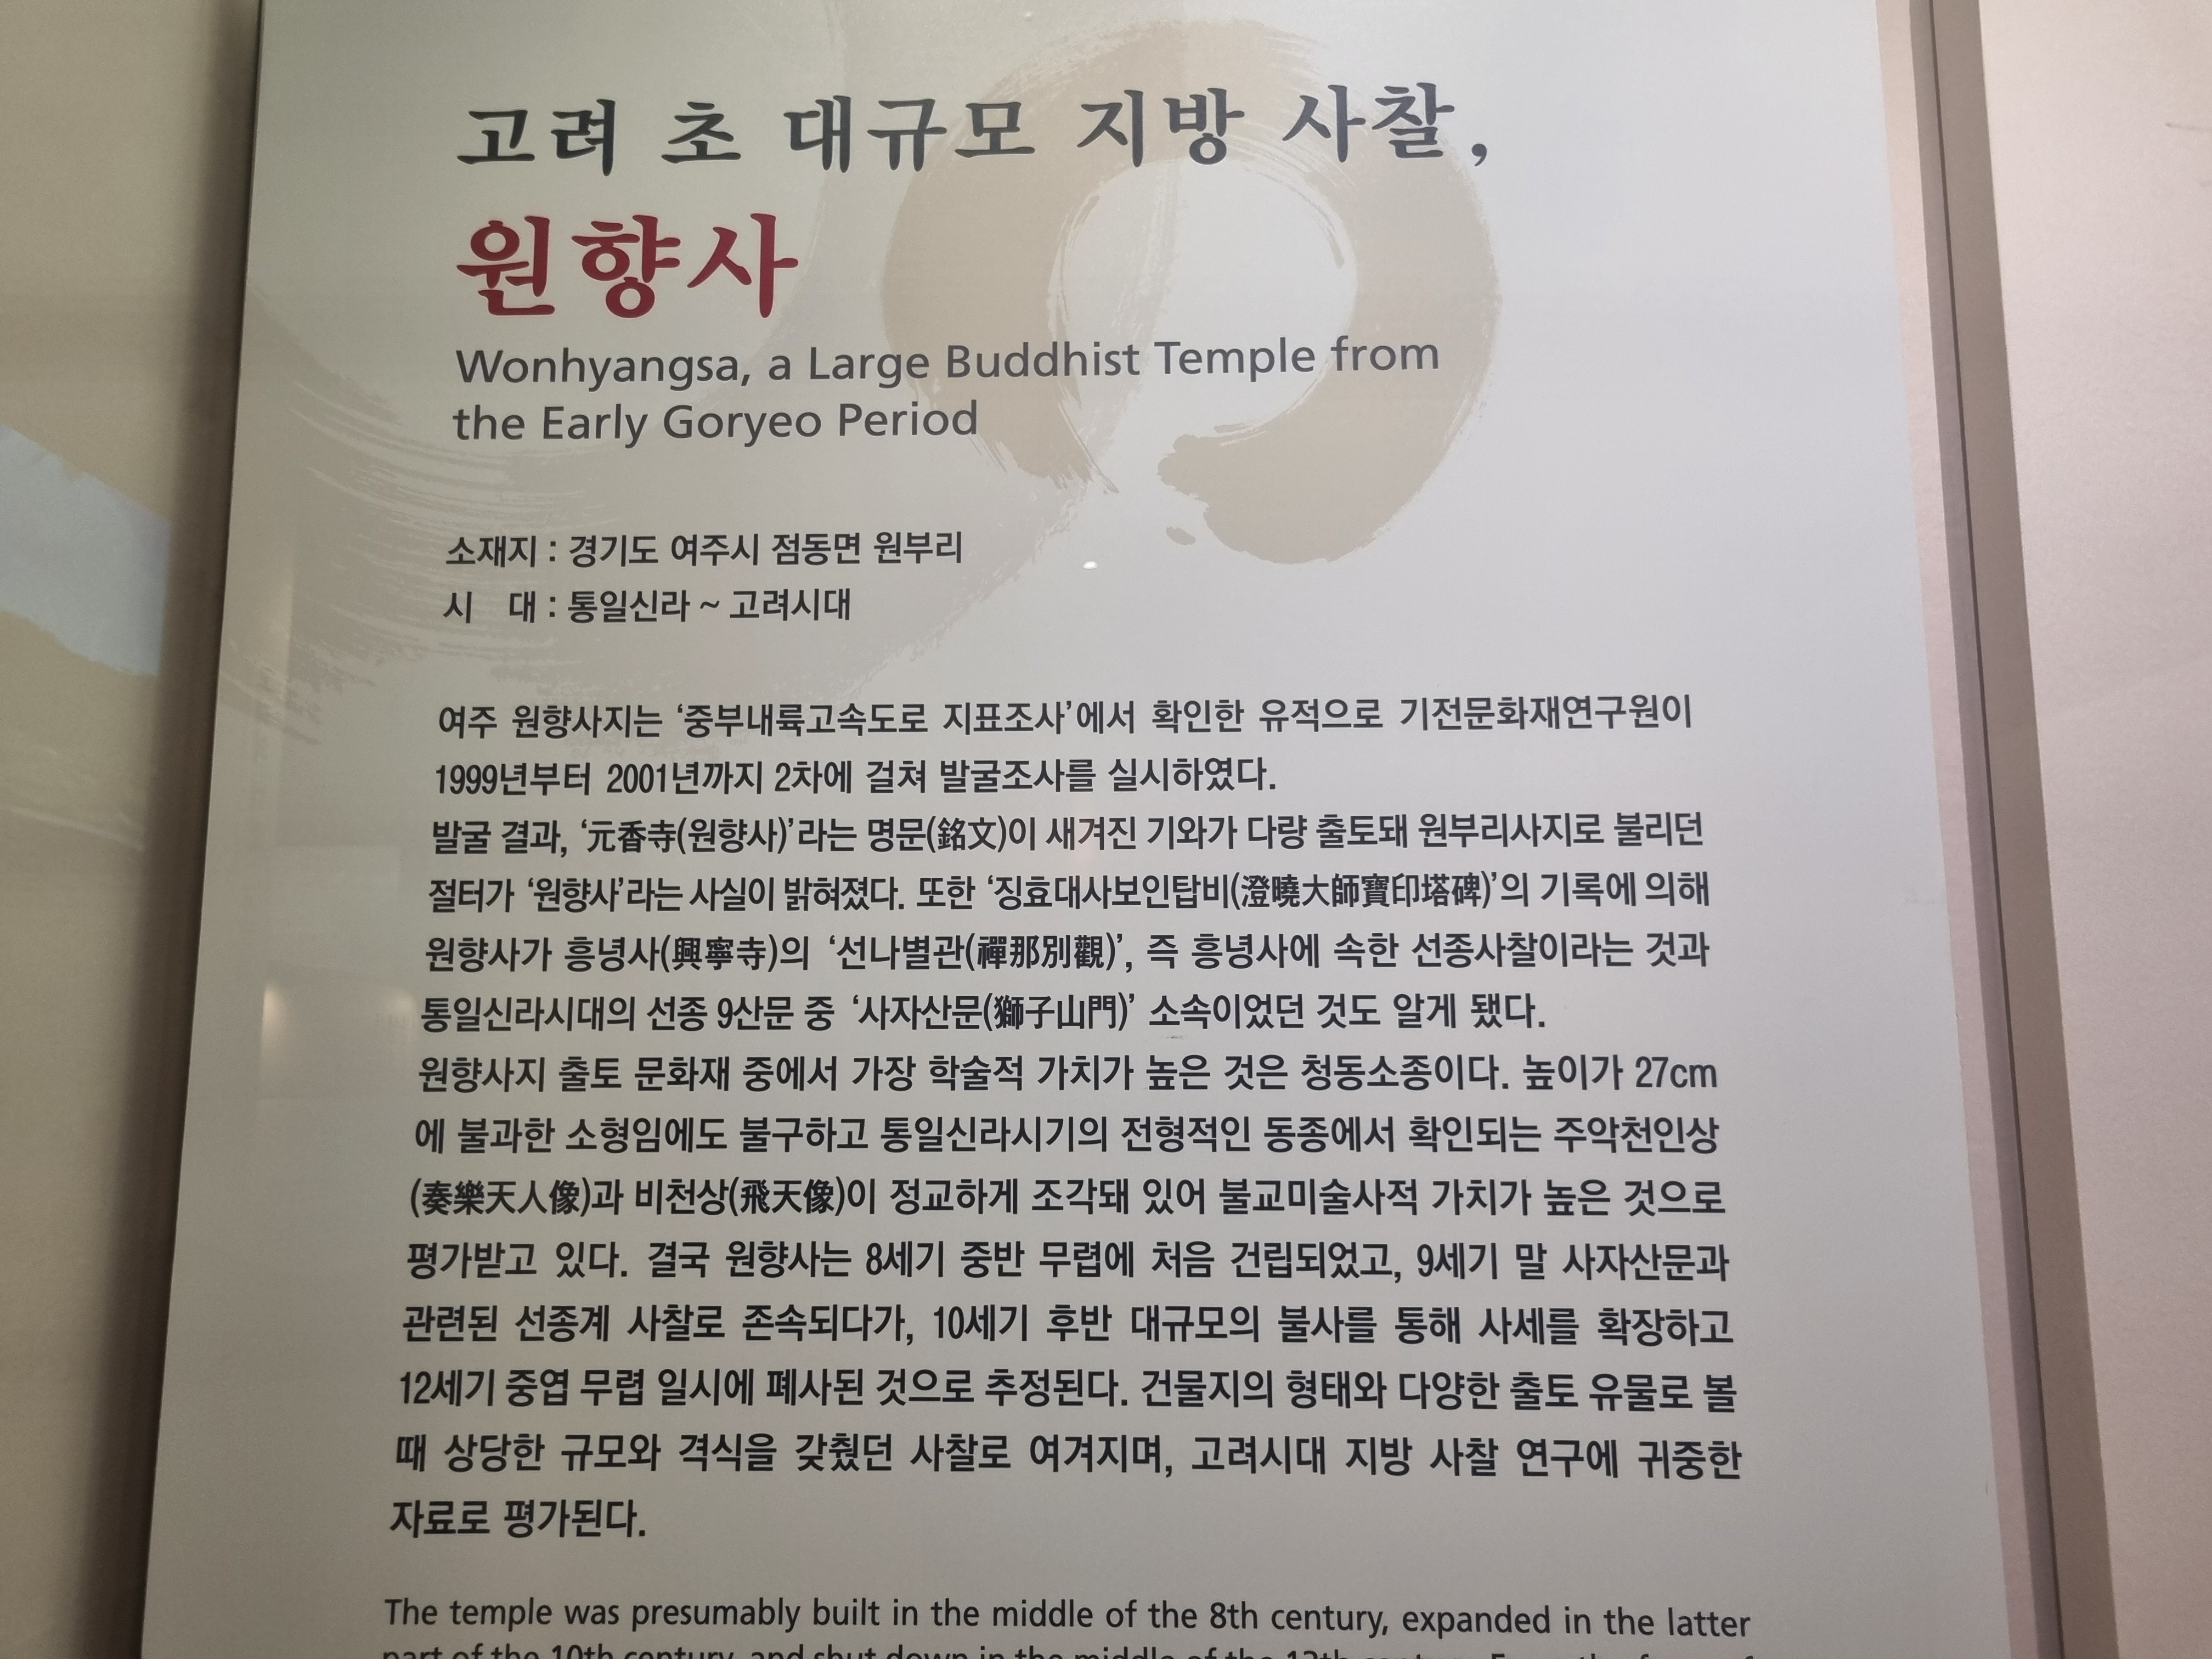 고려 초 대규모 지방 사찰,
원향사
Wonhyangsa, a Large Buddhist Temple from
the Early Goryeo Period
소재지 : 경기도 여주시 점동면 원부리
시 대 : 통일신라 ~ 고려시대
여주 원향사지는 ‘중부내륙고속도로 지표조사’에서 확인한 유적으로 기전문화재연구원이
1999년부터 2001년까지 2차에 걸쳐 발굴조사를 실시하였다.
발굴 결과, ‘元香寺(원향사)’라는 명문(銘文)이 새겨진 기와가 다량 출토돼 원부리사지로 불리던
절터가 ‘원향사’라는 사실이 밝혀졌다. 또한 ‘징효대사보인탑비(澄曉大師寶印塔碑)’의 기록에 의해
원향사가 흥녕사(興寧寺)의 ‘선나별관(禪那別觀)’, 즉 흥녕사에 속한 선종사찰이라는 것과
통일신라시대의 선종 9산문 중 ‘사자산문(獅子山門)’ 소속이었던 것도 알게 됐다.
원향사지 출토 문화재 중에서 가장 학술적 가치가 높은 것은 청동소종이다. 높이가 27cm
에 불과한 소형임에도 불구하고 통일신라시기의 전형적인 동종에서 확인되는 주악천인상
(奏樂天人像)과 비천상(飛天像)이 정교하게 조각돼 있어 불교미술사적 가치가 높은 것으로
평가받고 있다. 결국 원향사는 8세기 중반 무렵에 처음 건립되었고, 9세기 말 사자산문과
관련된 선종계 사찰로 존속되다가, 10세기 후반 대규모의 불사를 통해 사세를 확장하고
12세기 중엽 무렵 일시에 폐사된 것으로 추정된다. 건물지의 형태와 다양한 출토 유물로 볼
때 상당한 규모와 격식을 갖췄던 사찰로 여겨지며, 고려시대 지방 사찰 연구에 귀중한
자료로 평가된다.
The temple was presumably built in the middle of the 8th century, expanded in the latter
part of the 10th century, and shut down in the middle of the 12th century. From the